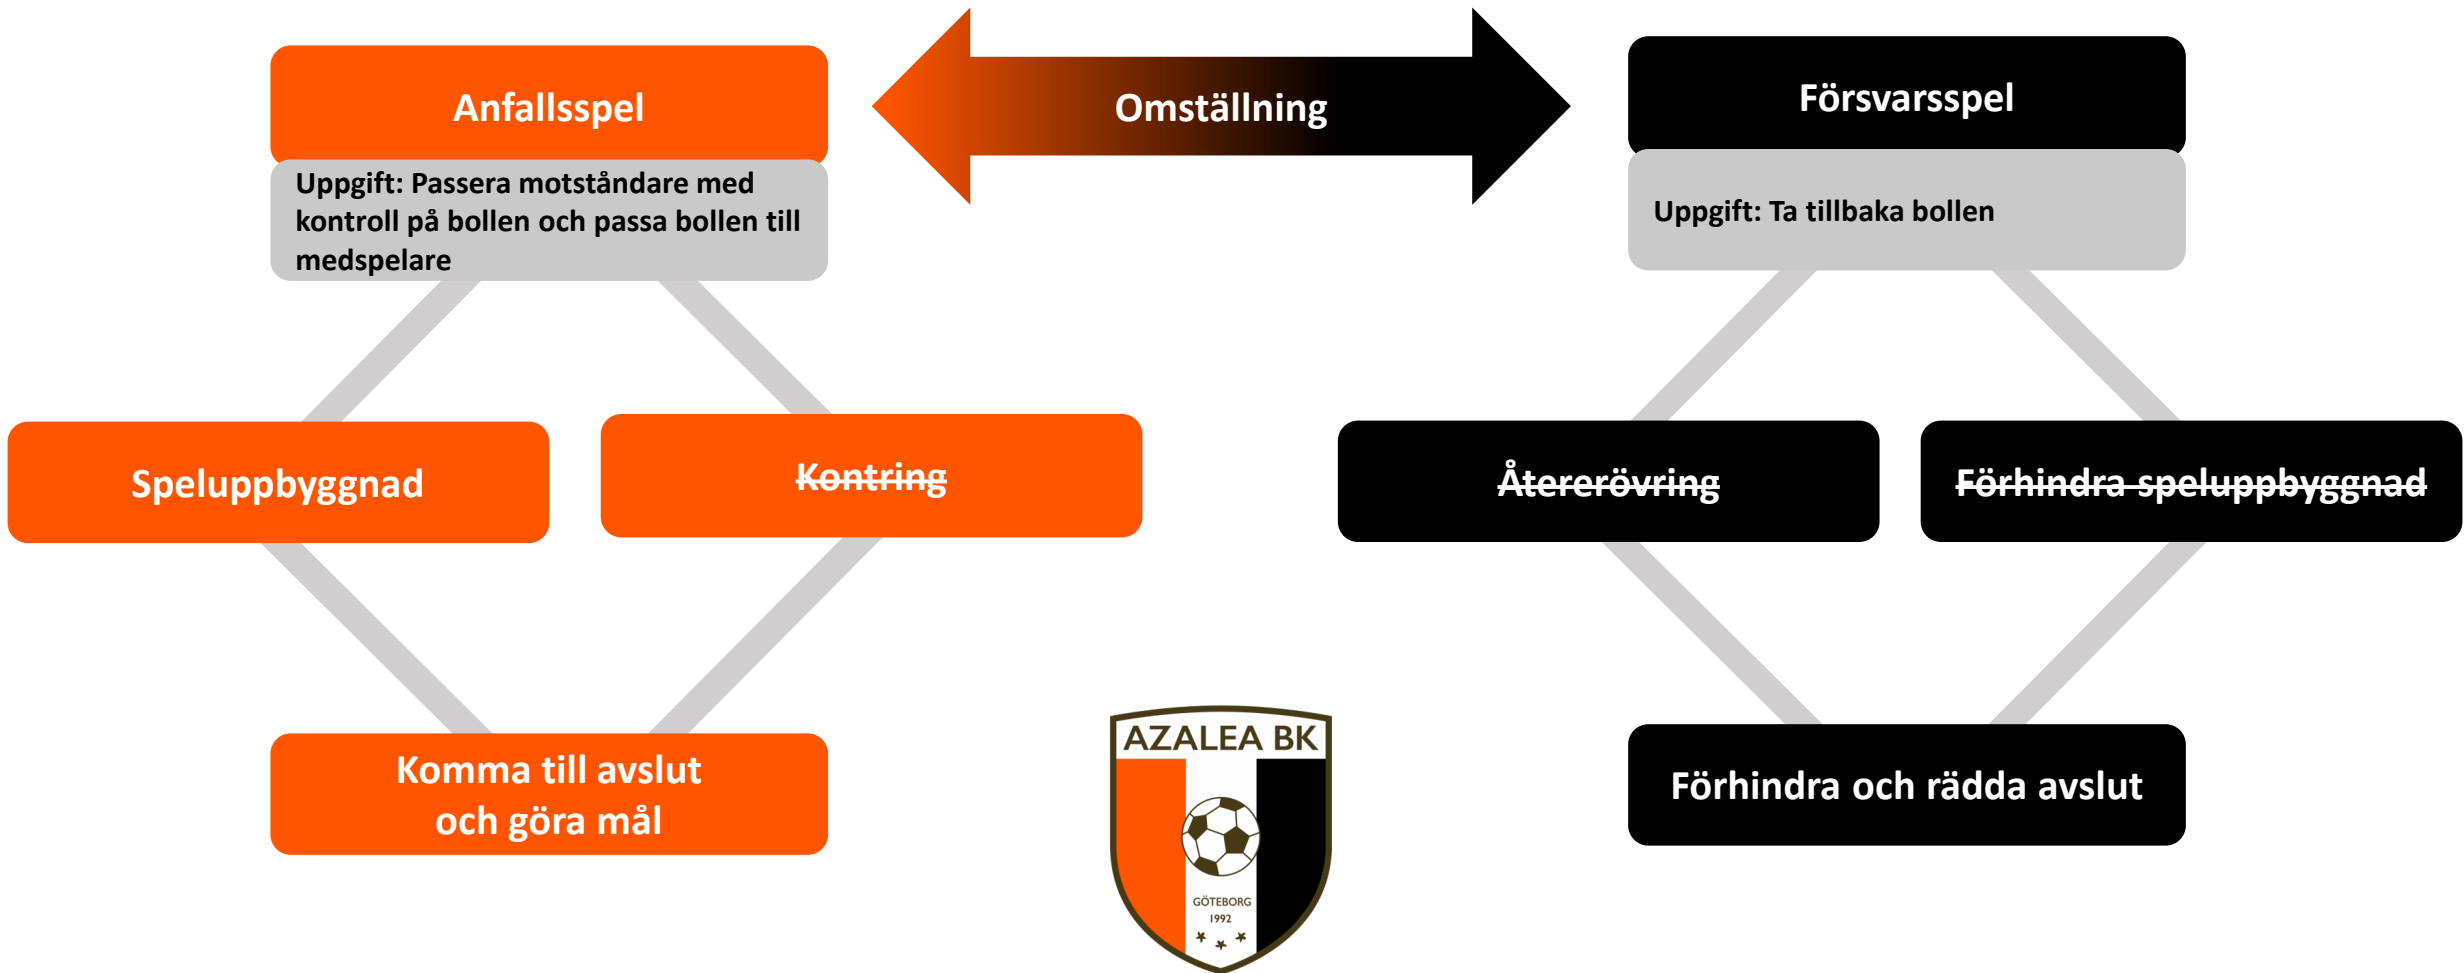 Anfallsspel
Uppgift: Passera motståndare med
kontroll på bollen och passa bollen till
medspelare
Omställning
Försvarsspel
Uppgift: Ta tillbaka bollen
Speluppbyggnad
Kontring
Återerövring
Förhindra speluppbyggnad
Komma till avslut
och göra mål
AZALEA BK
GÖTEBORG
1992
Förhindra och rädda avslut